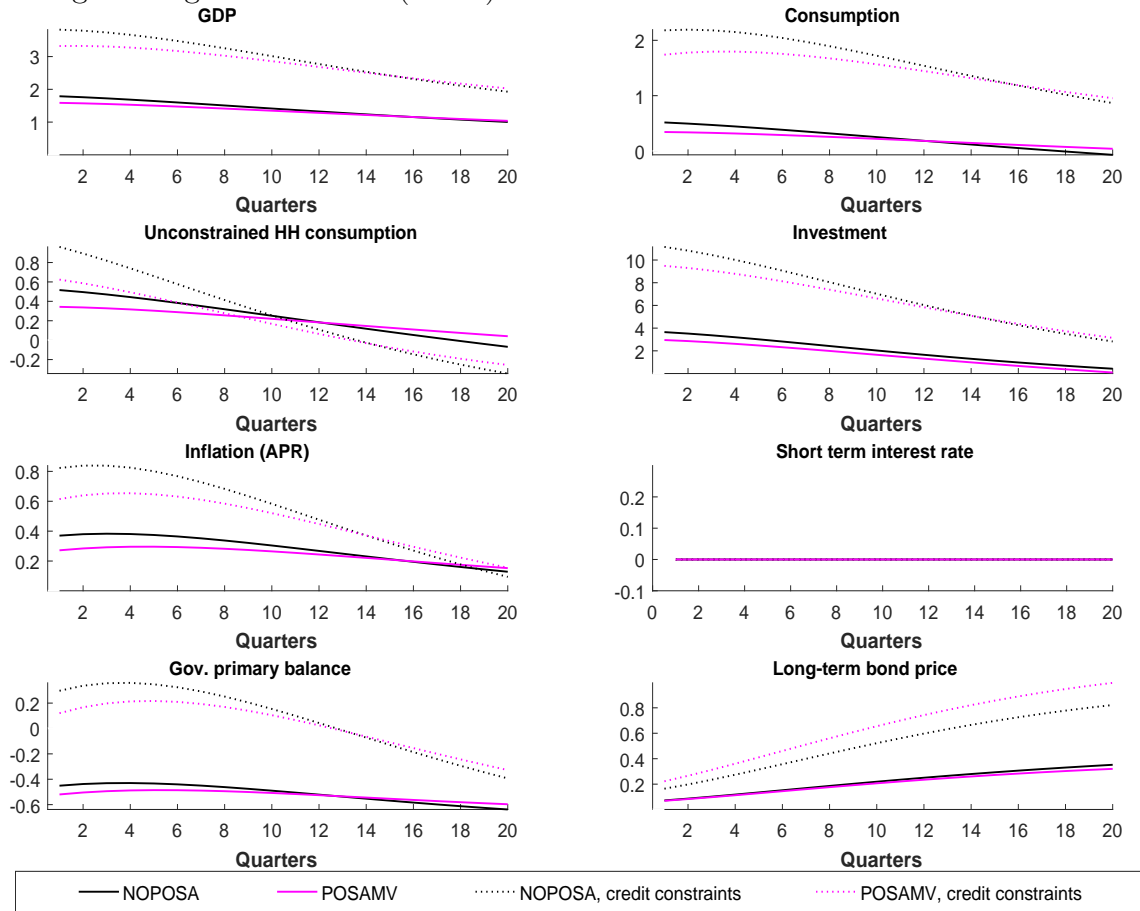 GDP
Consumption
3
2
1
2
1
0
2 4 6 8 10 12 14 16 18 20
2 4 6 8 10 12 14 16 18 20
Quarters
Quarters
Unconstrained HH consumption
Investment
0.8
0.6
0.4
0.2
0
-0.2
10
8
6
4
2
2 4 6 8 10 12 14 16 18 20
0 2 4 6 8 10 12 14 16 18 20
Quarters
Quarters
Inflation (APR)
Short term interest rate
0.8
0.6
0.4
0.2
0.2
0.1
0
-0.1
2 4 6 8 10 12 14 16 18 20
0 2 4 6 8 10 12 14 16 18 20
Quarters
Quarters
Gov. primary balance
Long-term bond price
0.2
0
-0.2
-0.4
-0.6
0.8
0.6
0.4
0.2
2 4 6 8 10 12 14 16 18 20
2 4 6 8 10 12 14 16 18 20
Quarters
Quarters
NOPOSA POSAMV NOPOSA, credit constraints POSAMV, credit constraints